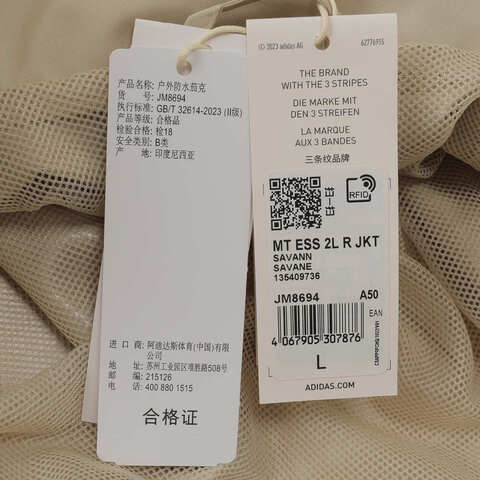 产品名称: 户外防水茄克
货 号: JM8694
执行标准: GB/T 32614-2023 (II级)
产品等级: 合格品
检验合格: 检18
安全类别: B类
产 地: 印度尼西亚
进 口 商: 阿迪达斯体育(中国)有限
公司
地址: 苏州工业园区难胜路508号
邮编: 215126
电话: 400 880 1515
合格证
© 2023 adidas AG
62776955
THE BRAND
WITH THE 3 STRIPES
DIE MARKE MIT
DEN 3 STREIFEN
LA MARQUE
AUX 3 BANDES
三条纹品牌
RFID
MT ESS 2L R JKT
SAVANN
SAVANE
135409736
JM8694 A50
EAN
4 067905 307876
L
ADIDAS.COM